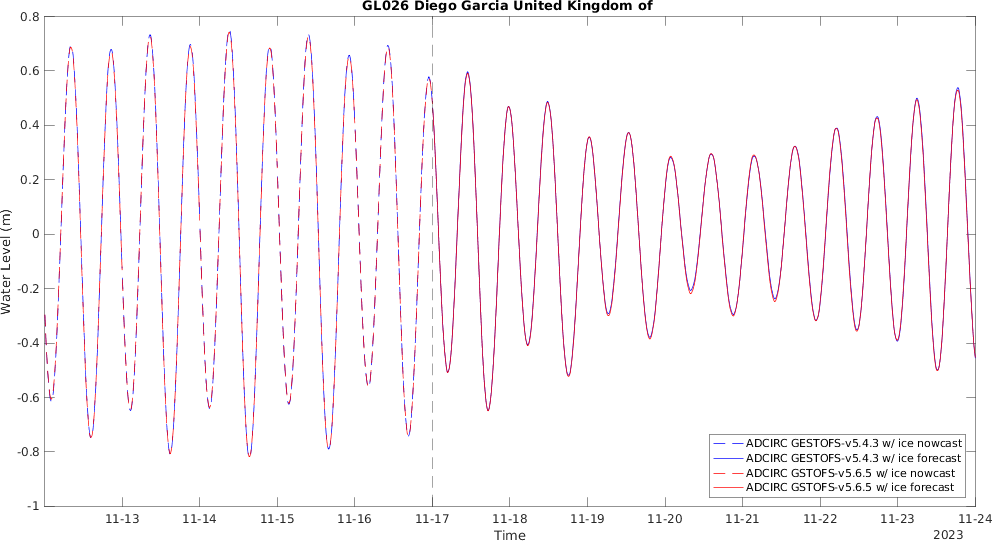 GL026 Diego Garcia United Kingdom of
0.8
0.6
0.4
0.2
0
-0.2
-0.4
-0.6
-0.8
-1
Water Level (m)
ADCIRC GESTOFS-v5.4.3 w/ ice nowcast
ADCIRC GESTOFS-v5.4.3 w/ ice forecast
ADCIRC GSTOFS-v5.6.5 w/ ice nowcast
ADCIRC GSTOFS-v5.6.5 w/ ice forecast
11-13 11-14 11-15 11-16 11-17 11-18 11-19 11-20 11-21 11-22 11-23 11-24
Time
2023